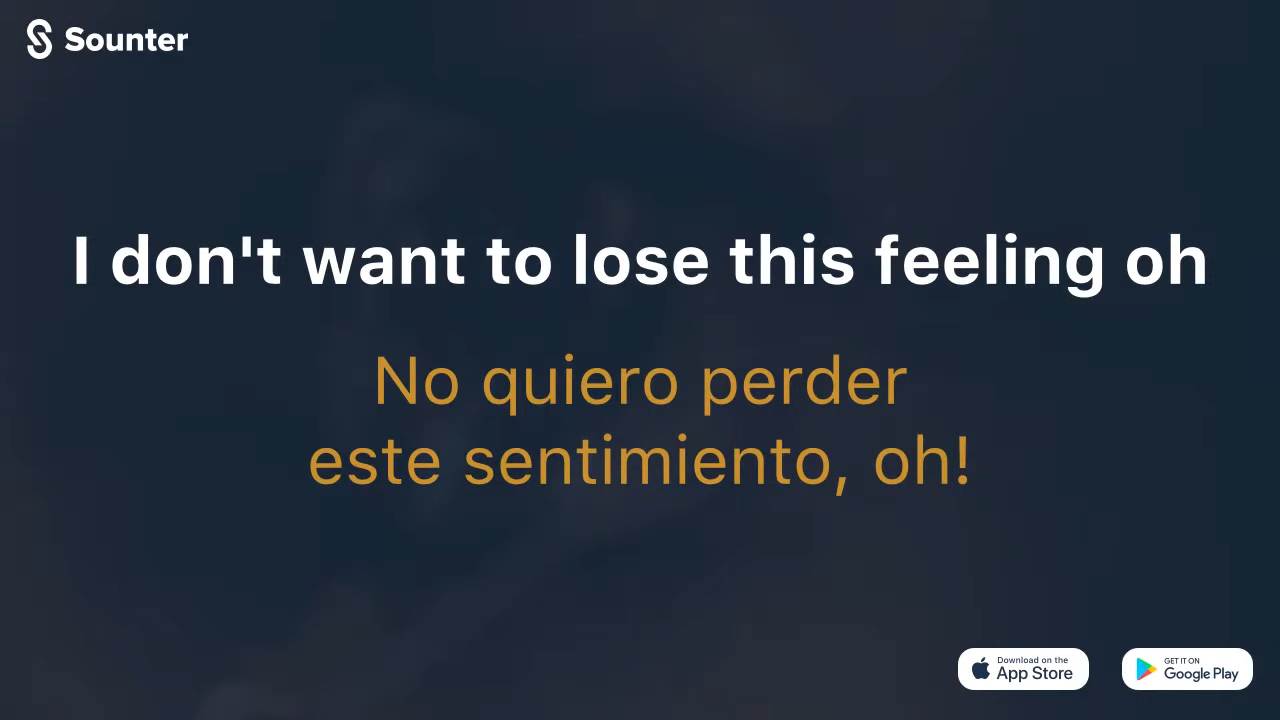 Sounter
I don't want to lose this feeling oh
No quiero perder
este sentimiento, oh!
Download on the
App Store
GET IT ON
Google Play